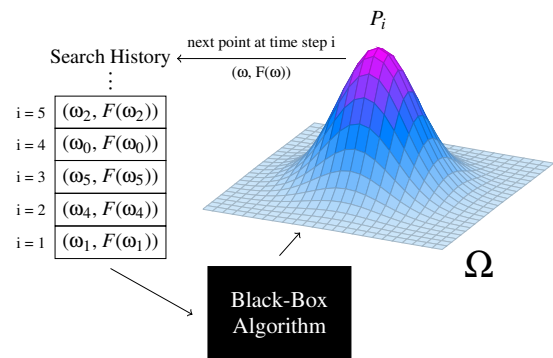 P_i
next point at time step i
(ω, F(ω))
Search History
⋮
i = 5 (ω₂, F(ω₂))
i = 4 (ω₀, F(ω₀))
i = 3 (ω₅, F(ω₅))
i = 2 (ω₄, F(ω₄))
i = 1 (ω₁, F(ω₁))
Ω
Black-Box
Algorithm